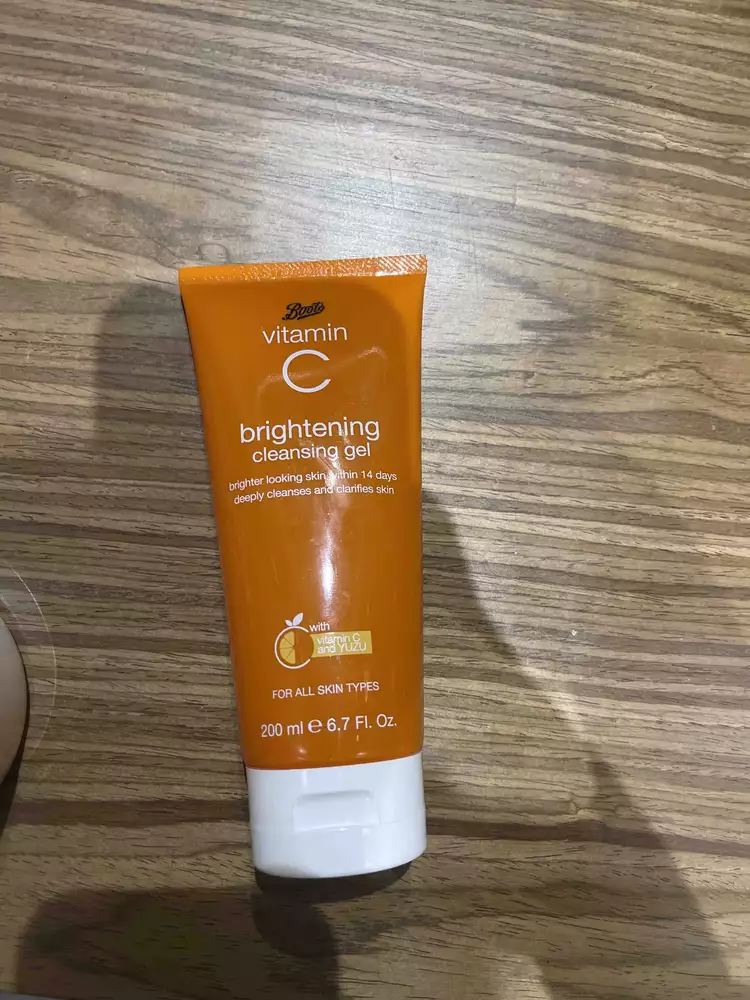 Boots
vitamin
C
brightening
cleansing gel
brighter looking skin within 14 days
deeply cleanses and clarifies skin
with
vitamin C
and YUZU
FOR ALL SKIN TYPES
200 ml ℮ 6.7 Fl. Oz.